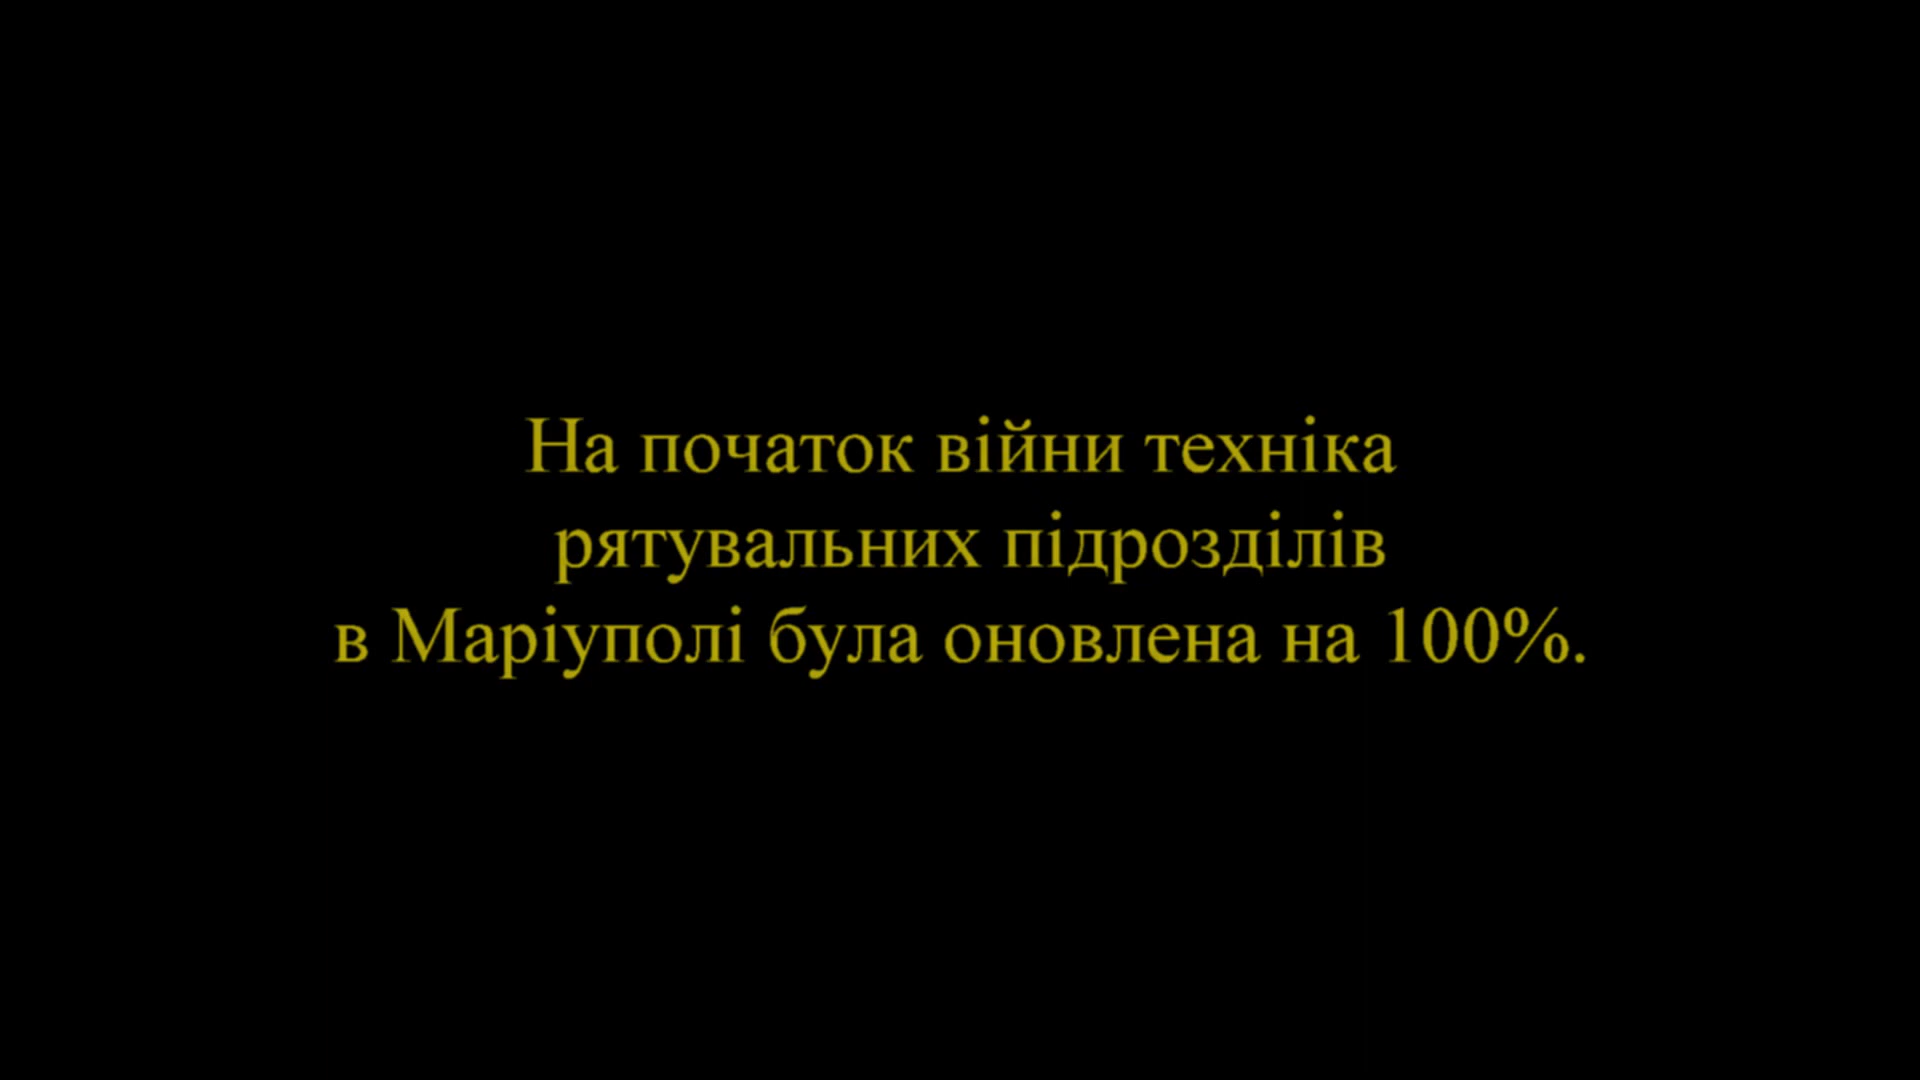 На початок війни техніка
рятувальних підрозділів
в Маріуполі була оновлена на 100%.